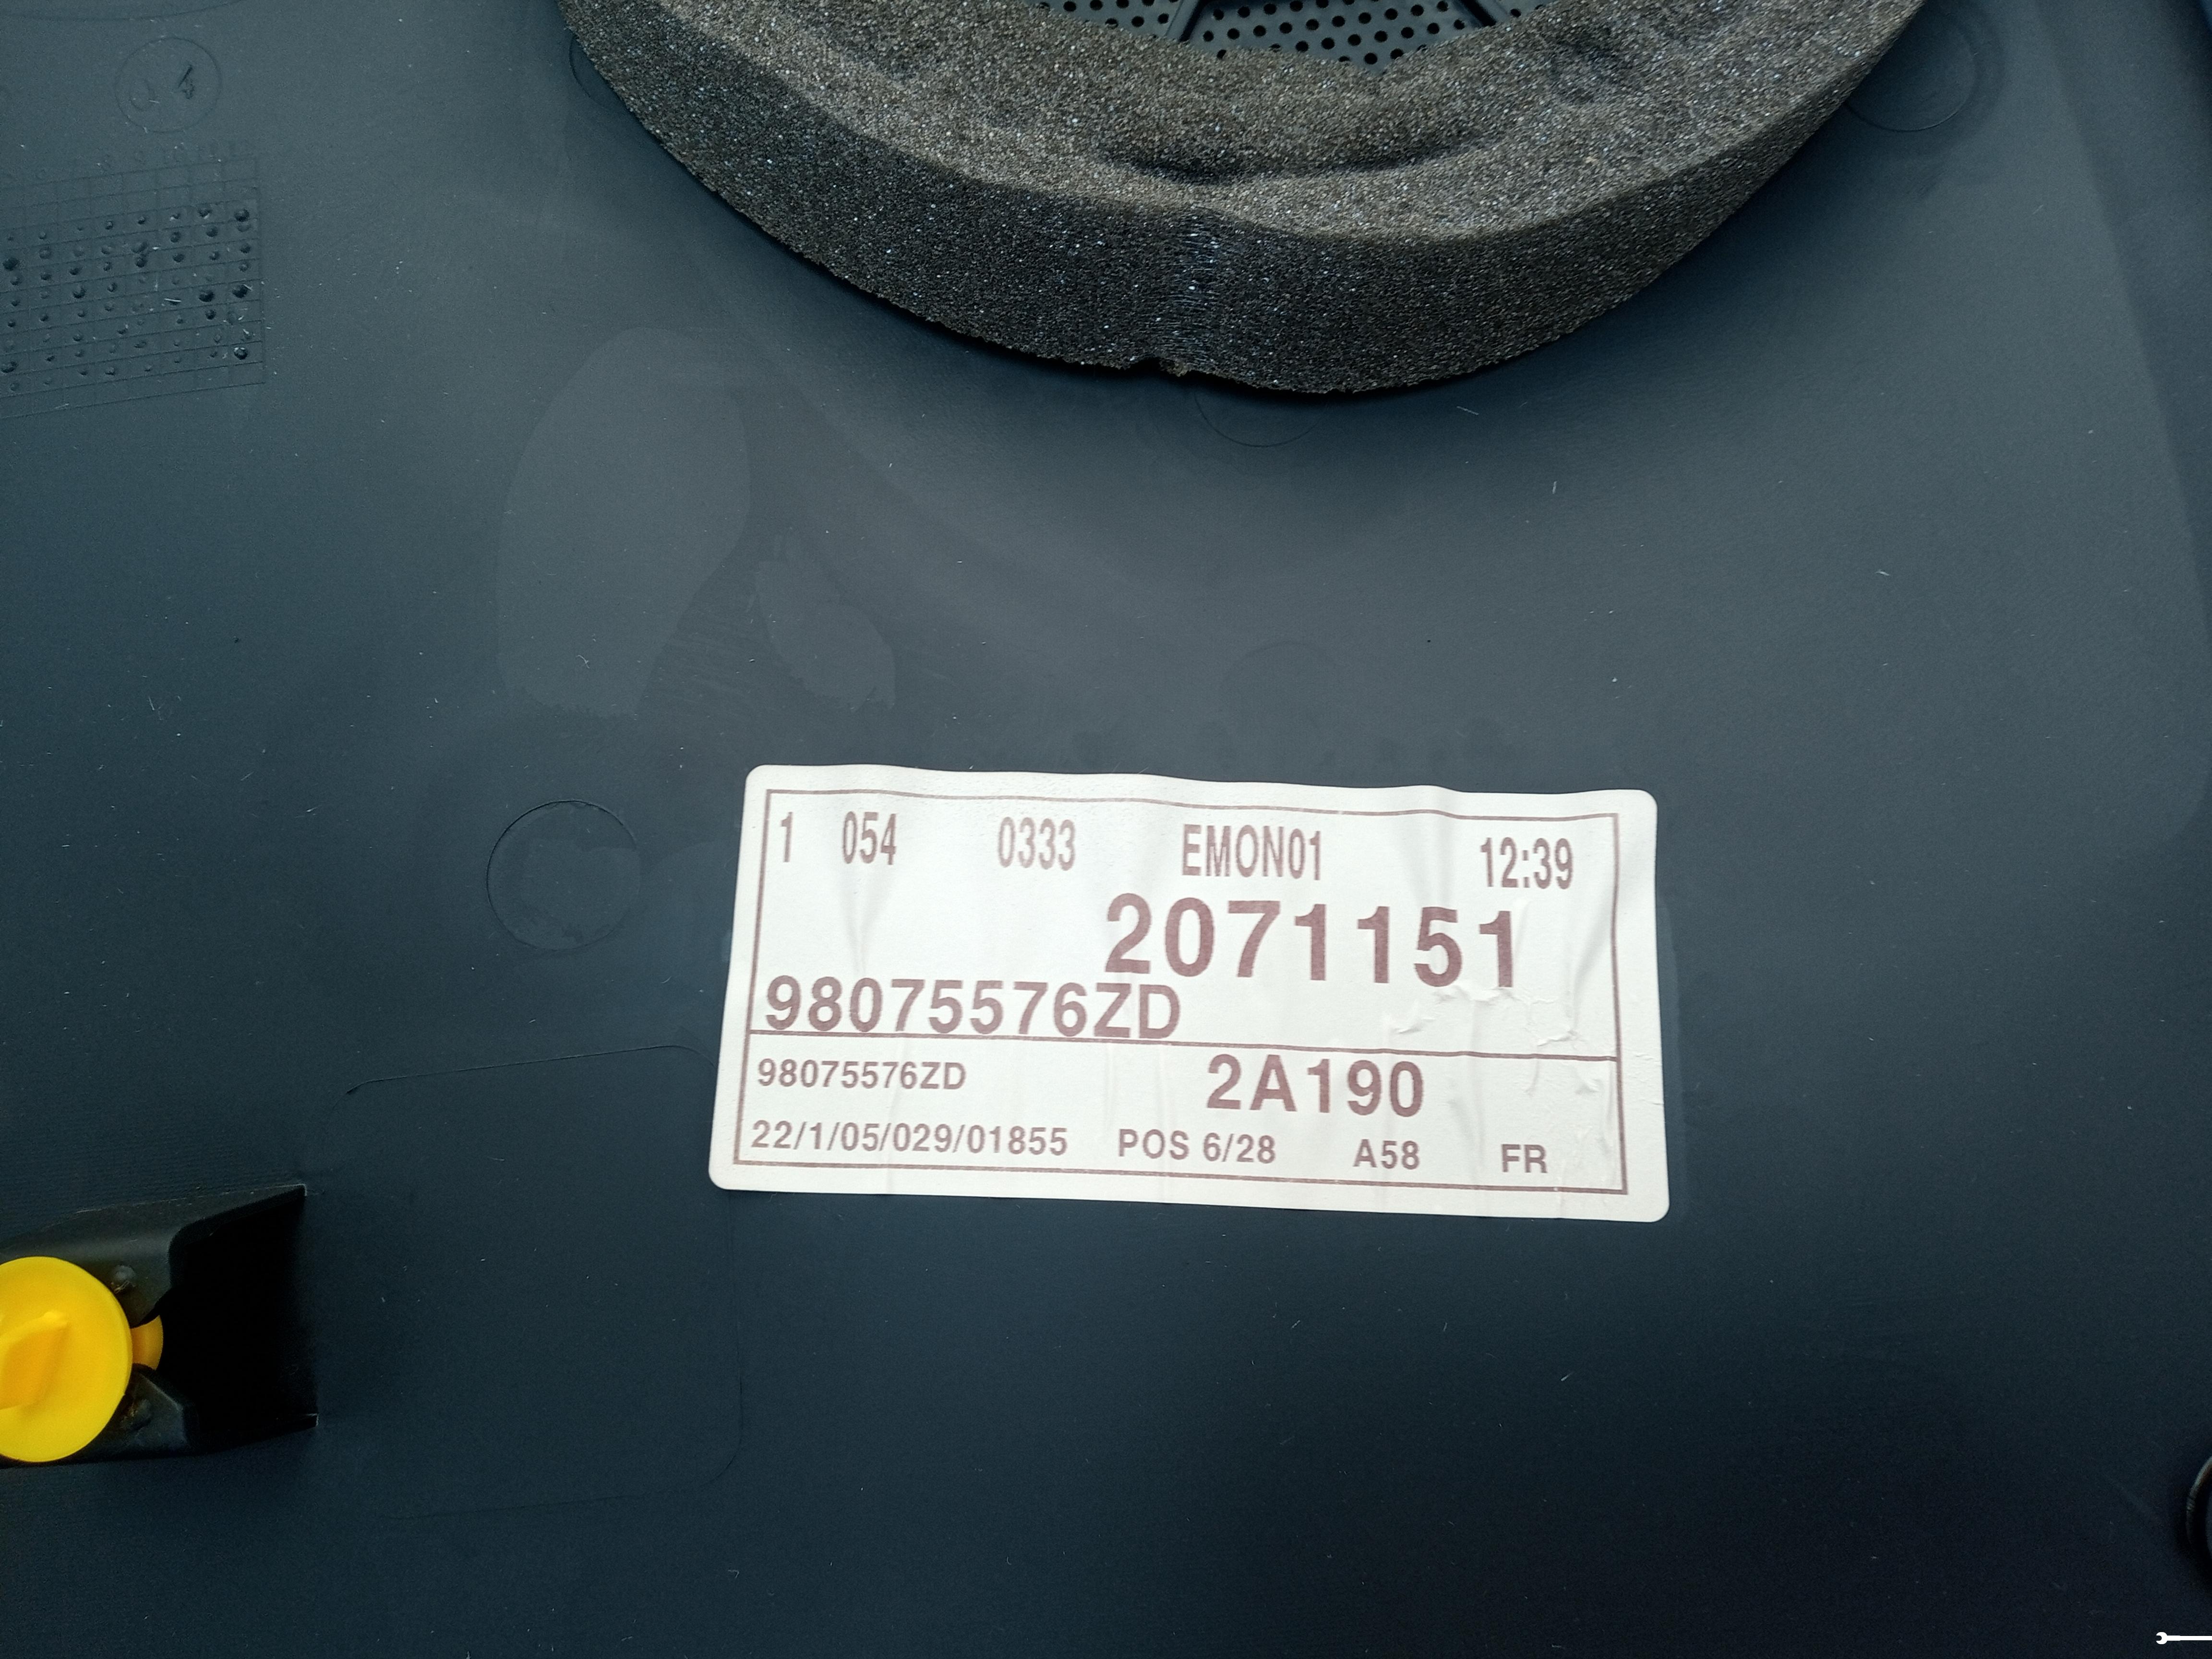 1 054 0333 EMON01 12:39
2071151
98075576ZD
98075576ZD 2A190
22/1/05/029/01855 POS 6/28 A58 FR